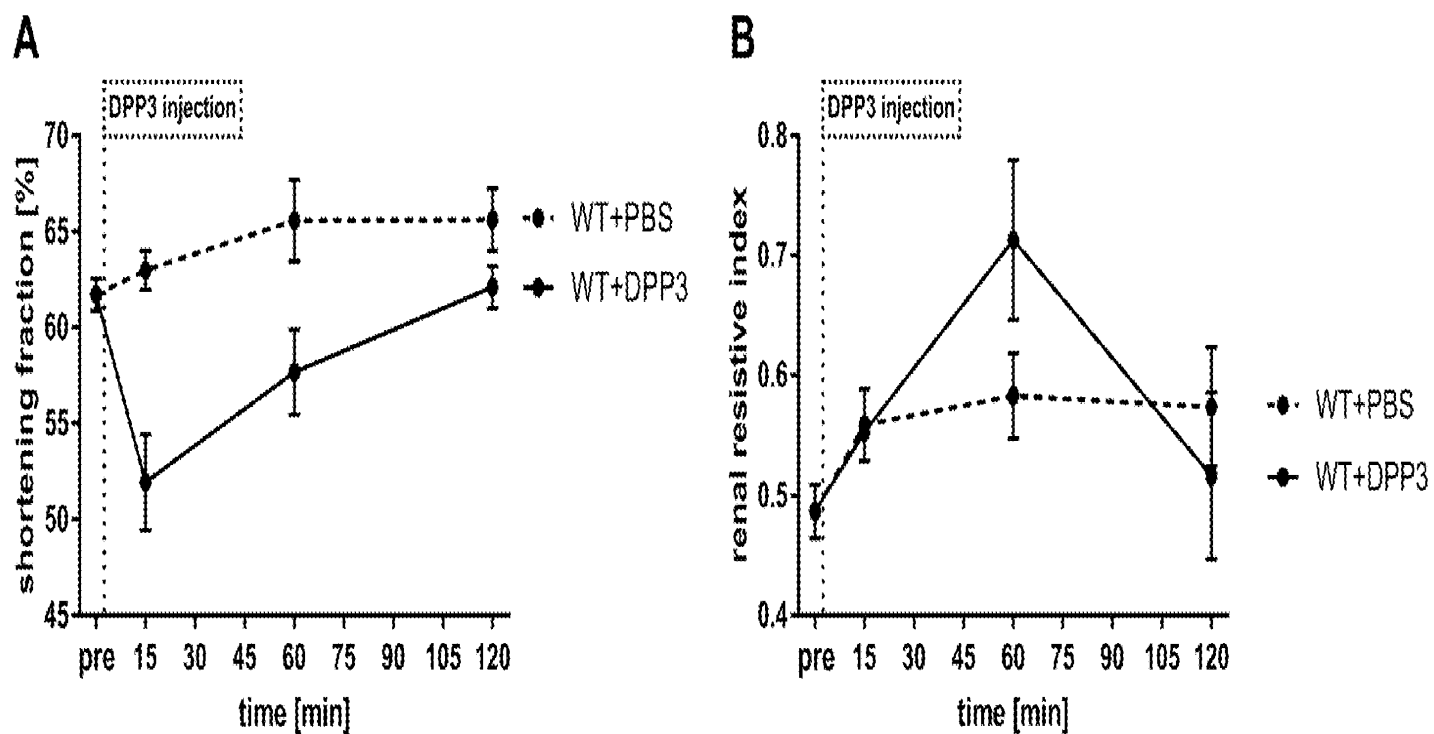 A
DPP3 injection
shortening fraction [%]
70
65
60
55
50
45
pre 15 30 45 60 75 90 105 120
time [min]
WT+PBS
WT+DPP3
B
DPP3 injection
renal resistive index
0.8
0.7
0.6
0.5
0.4
pre 15 30 45 60 75 90 105 120
time [min]
WT+PBS
WT+DPP3